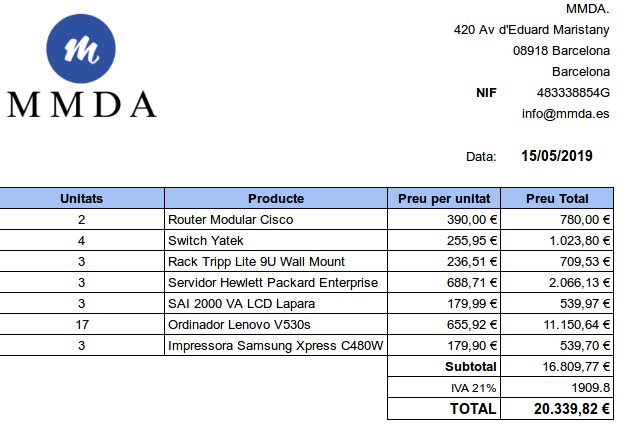 m
MMDA
MMDA.
420 Av d'Eduard Maristany
08918 Barcelona
Barcelona
NIF 483338854G
info@mmda.es
Data: 15/05/2019
Unitats Producte Preu per unitat Preu Total
2 Router Modular Cisco 390,00 € 780,00 €
4 Switch Yatek 255,95 € 1.023,80 €
3 Rack Tripp Lite 9U Wall Mount 236,51 € 709,53 €
3 Servidor Hewlett Packard Enterprise 688,71 € 2.066,13 €
3 SAI 2000 VA LCD Lapara 179,99 € 539,97 €
17 Ordinador Lenovo V530s 655,92 € 11.150,64 €
3 Impressora Samsung Xpress C480W 179,90 € 539,70 €
Subtotal 16.809,77 €
IVA 21% 1909.8
TOTAL 20.339,82 €